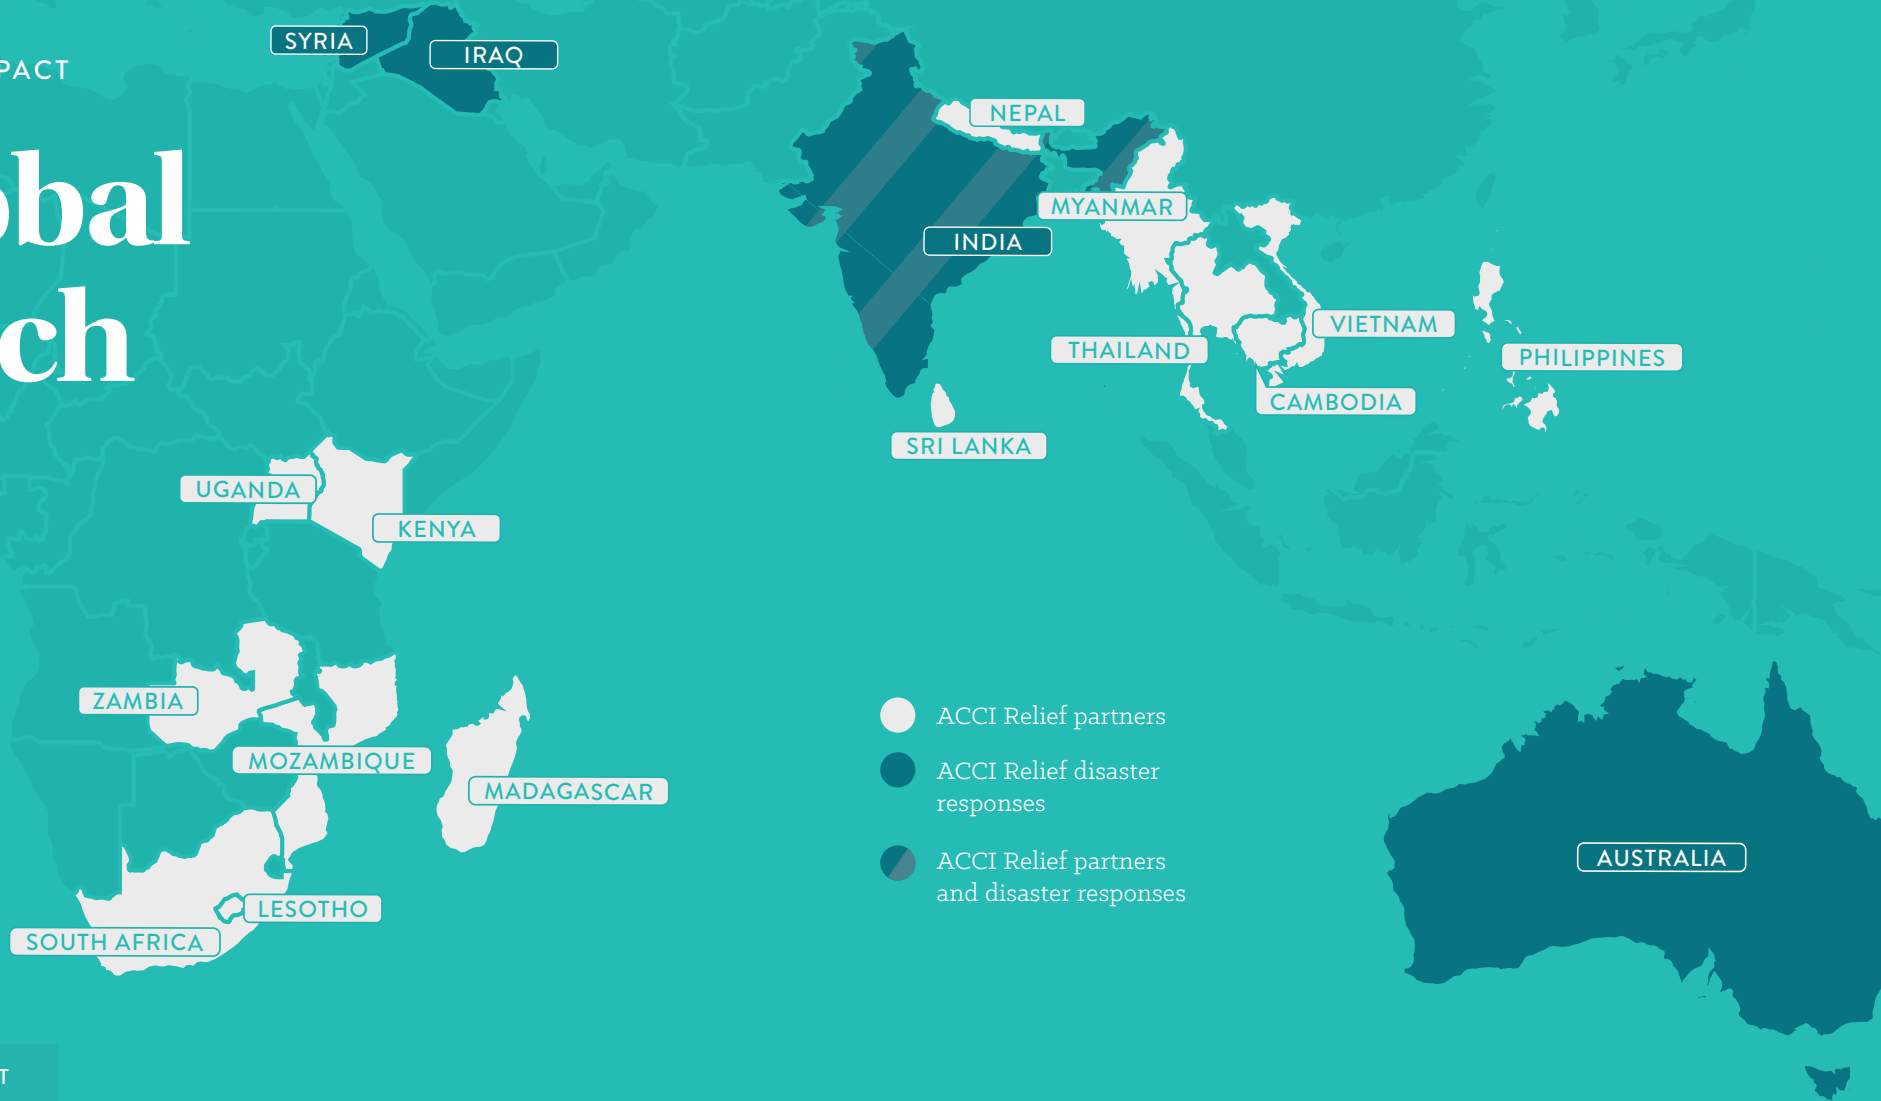 PACT
obal
ch
SYRIA
IRAQ
NEPAL
MYANMAR
INDIA
VIETNAM
THAILAND
PHILIPPINES
CAMBODIA
SRI LANKA
UGANDA
KENYA
ZAMBIA
MOZAMBIQUE
MADAGASCAR
LESOTHO
SOUTH AFRICA
ACCI Relief partners
ACCI Relief disaster
responses
ACCI Relief partners
and disaster responses
AUSTRALIA
T